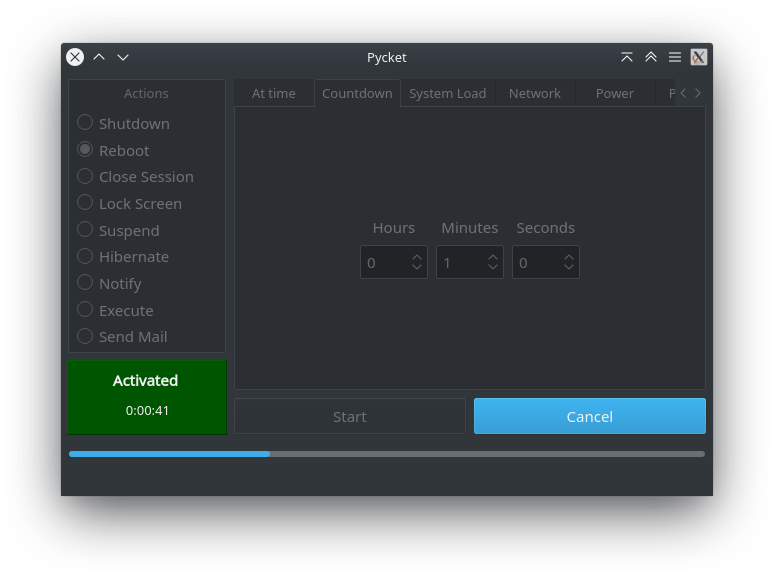 Pycket
Actions
Shutdown
Reboot
Close Session
Lock Screen
Suspend
Hibernate
Notify
Execute
Send Mail
Activated
0:00:41
At time Countdown System Load Network Power
Hours Minutes Seconds
0 1 0
Start Cancel